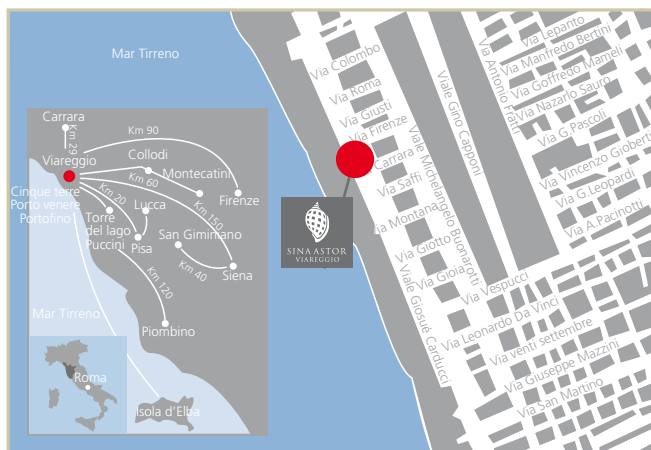 Mar Tirreno
Via Colombo
Via Roma
Via Giusti
Via Firenze
Carrara
Via Saffi
Via Montana
Via Giotto
Via Gioia
Viale Giosué Carducci
Viale Michelangelo Buonarotti
Viale Gino Capponi
Via Antonio Fratti
Via Lepanto
Via Manfredo Bertini
Via Goffredo Mameli
Via Nazarlo Sauro
Via G.Pascoli
Via Vincenzo Gioberti
Via G.Leopardi
Via A.Pacinotti
Via Vespucci
Via Leonardo Da Vinci
Via venti settembre
Via Giuseppe Mazzini
Via San Martino
SINA ASTOR
VIAREGGIO
Carrara
Km 29
Km 90
Viareggio
Collodi
Montecatini
Km 60
Cinque terre
Porto venere
Portofino
Km 20
Torre
del lago
Puccini
Lucca
Pisa
Km 150
Firenze
San Gimignano
Km 40
Siena
Km 120
Mar Tirreno
Piombino
Roma
Isola d'Elba